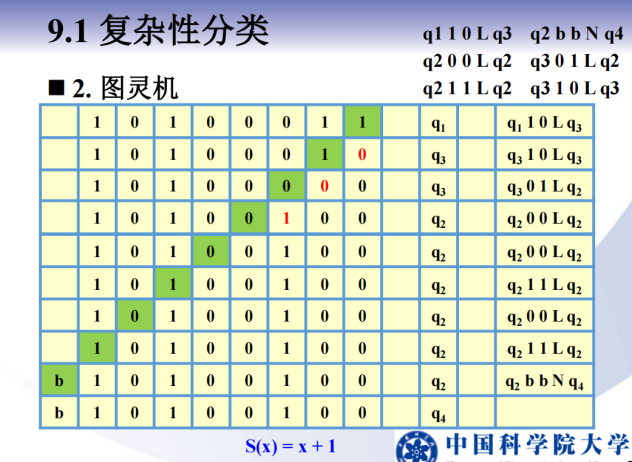 9.1 复杂性分类
q1 1 0 L q3 q2 b b N q4
q2 0 0 L q2 q3 0 1 L q2
■ 2. 图灵机
q2 1 1 L q2 q3 1 0 L q3
1 0 1 0 0 0 1 1 q₁ q₁ 1 0 L q₃
1 0 1 0 0 0 1 0 q₃ q₃ 1 0 L q₃
1 0 1 0 0 0 0 0 q₃ q₃ 0 1 L q₂
1 0 1 0 0 1 0 0 q₂ q₂ 0 0 L q₂
1 0 1 0 0 1 0 0 q₂ q₂ 0 0 L q₂
1 0 1 0 0 1 0 0 q₂ q₂ 1 1 L q₂
1 0 1 0 0 1 0 0 q₂ q₂ 0 0 L q₂
1 0 1 0 0 1 0 0 q₂ q₂ 1 1 L q₂
b 1 0 1 0 0 1 0 0 q₂ q₂ b b N q₄
b 1 0 1 0 0 1 0 0 q₄
S(x) = x + 1
中国科学院大学